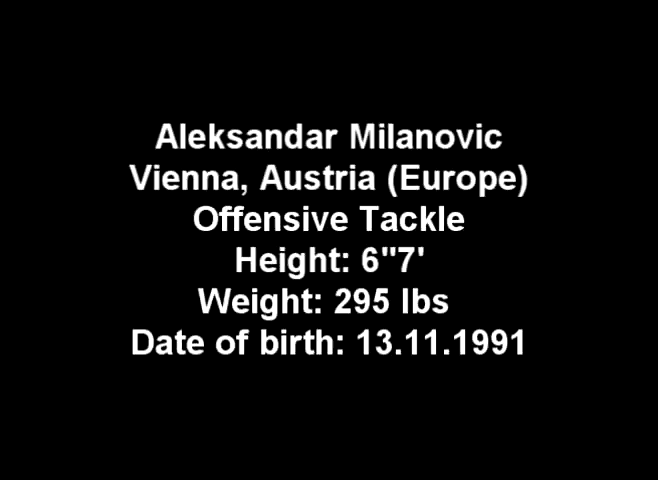 Aleksandar Milanovic
Vienna, Austria (Europe)
Offensive Tackle
Height: 6"7'
Weight: 295 lbs
Date of birth: 13.11.1991